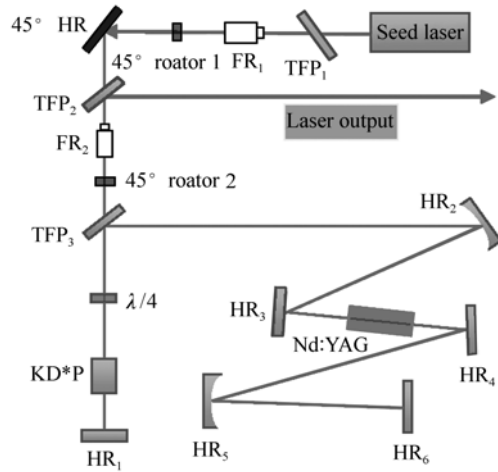 45° HR
Seed laser
45° roator 1
FR₁
TFP₁
TFP₂
Laser output
FR₂
45° roator 2
HR₂
TFP₃
HR₃
λ/4
Nd:YAG
HR₄
KD*P
HR₁
HR₅
HR₆